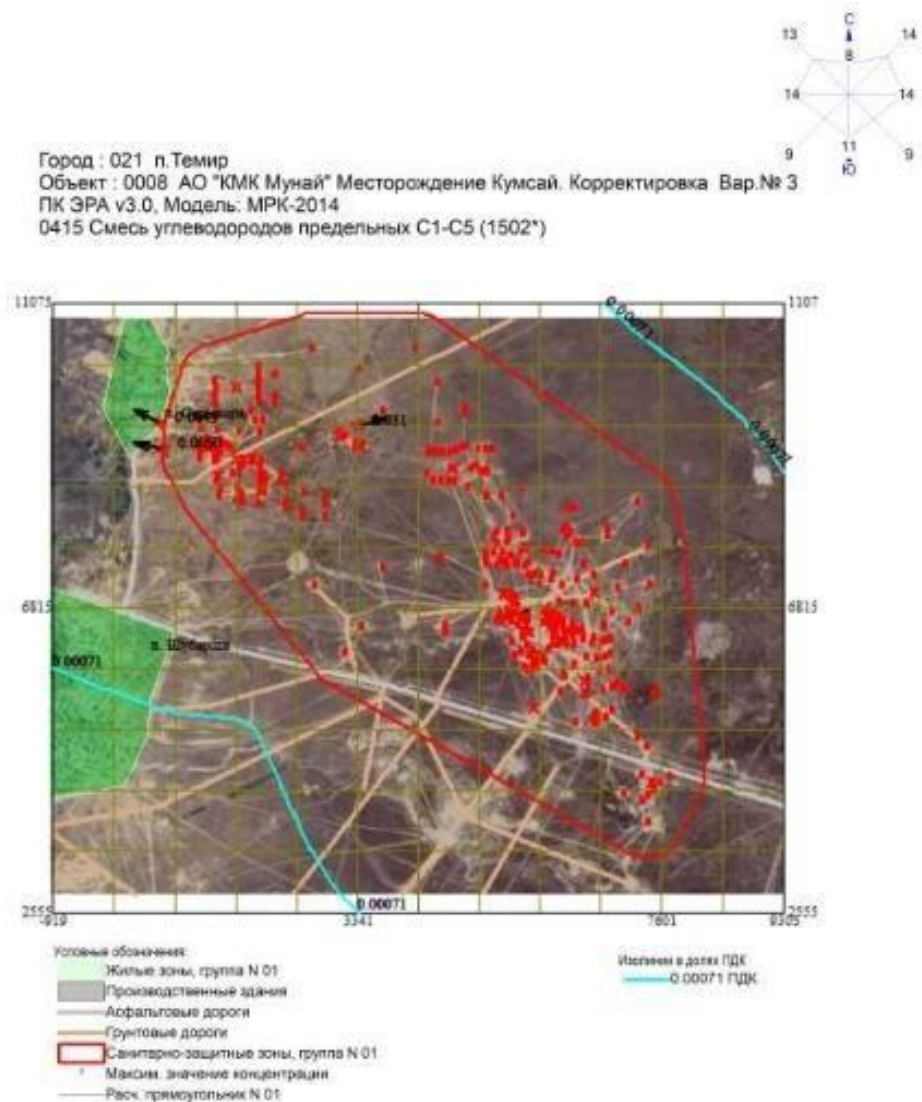 С
13
14
8
14
14
9
11
9
Ю
Город : 021 п.Темир
Объект : 0008 АО "КМК Мунай" Месторождение Кумсай. Корректировка Вар.№ 3
ПК ЭРА v3.0, Модель: МРК-2014
0415 Смесь углеводородов предельных С1-С5 (1502*)
11075
1107
0.00071
0.00071
6815
6815
п. Шубарши
0.00071
0.00071
2555
2555
-919
3341
7601
9305
Условные обозначения:
Жилые зоны, группа N 01
Производственные здания
Асфальтовые дороги
Грунтовые дороги
Санитарно-защитные зоны, группа N 01
Максим. значение концентрации
Расч. прямоугольник N 01
Изолинии в долях ПДК
0.00071 ПДК